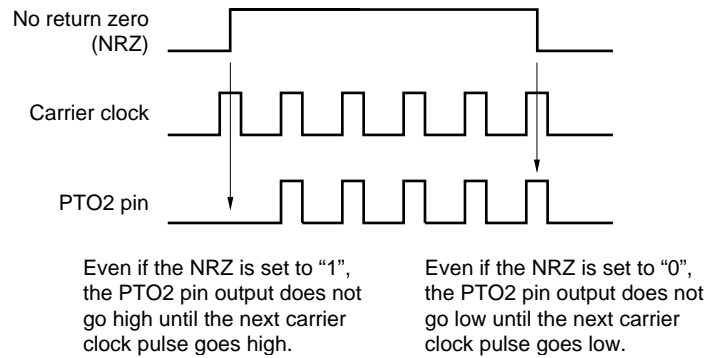 No return zero
(NRZ)
Carrier clock
PTO2 pin
Even if the NRZ is set to “1”,
the PTO2 pin output does not
go high until the next carrier
clock pulse goes high.
Even if the NRZ is set to “0”,
the PTO2 pin output does not
go low until the next carrier
clock pulse goes low.